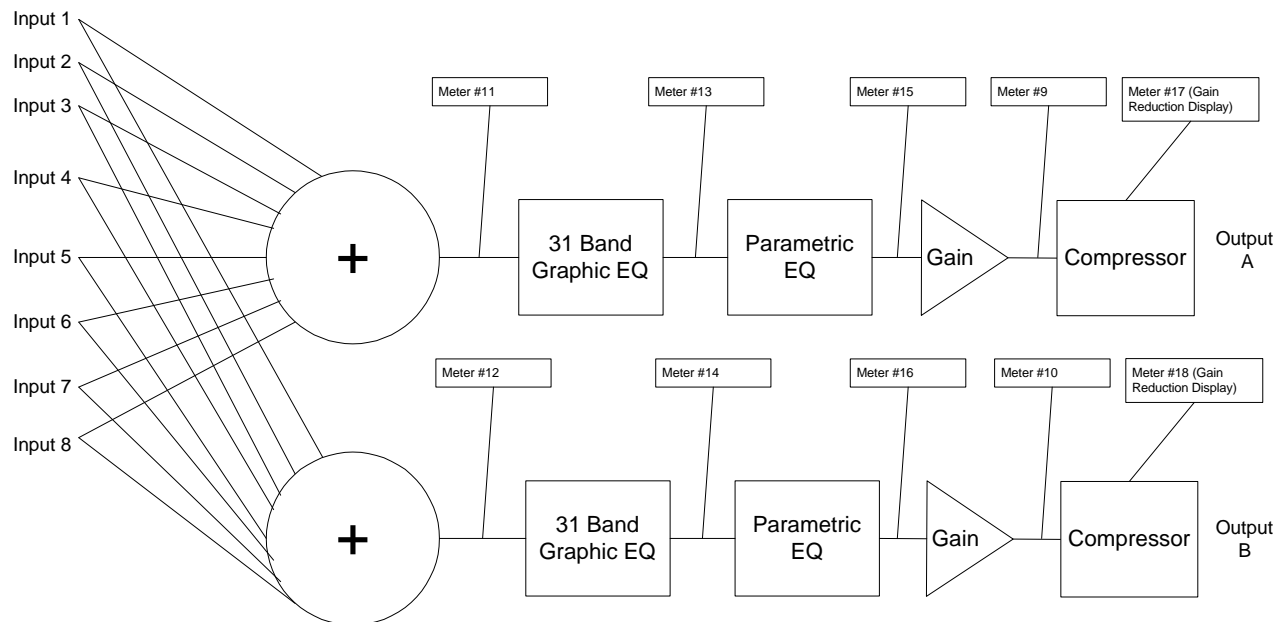 Input 1
Input 2
Input 3
Input 4
Input 5
Input 6
Input 7
Input 8
+
Meter #11
Meter #13
Meter #15
Meter #9
Meter #17 (Gain
Reduction Display)
31 Band
Graphic EQ
Parametric
EQ
Gain
Compressor
Output
A
+
Meter #12
Meter #14
Meter #16
Meter #10
Meter #18 (Gain
Reduction Display)
31 Band
Graphic EQ
Parametric
EQ
Gain
Compressor
Output
B